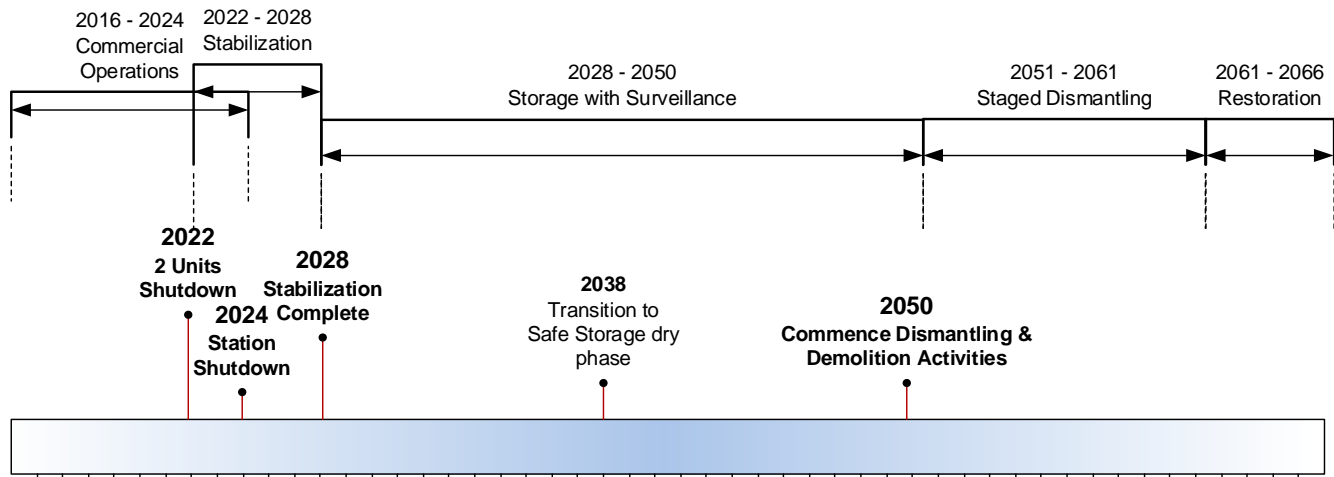 2016 - 2024
Commercial
Operations
2022 - 2028
Stabilization
2028 - 2050
Storage with Surveillance
2051 - 2061
Staged Dismantling
2061 - 2066
Restoration
2022
2 Units
Shutdown
2024
Station
Shutdown
2028
Stabilization
Complete
2038
Transition to
Safe Storage dry
phase
2050
Commence Dismantling &
Demolition Activities